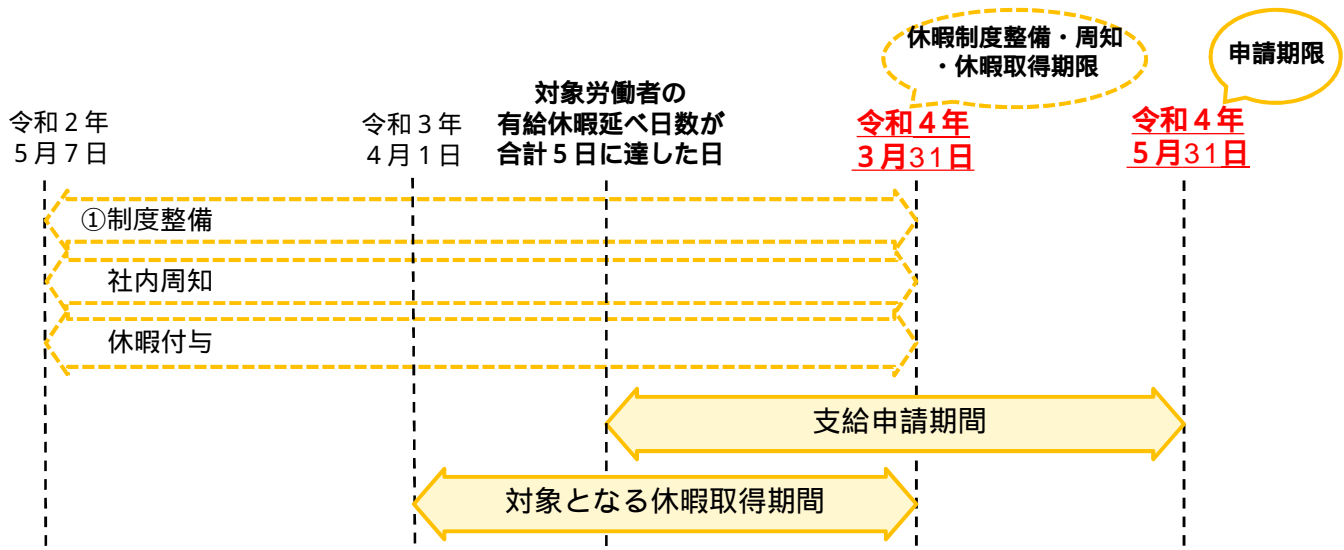 休暇制度整備・周知
・休暇取得期限
申請期限
令和２年
５月７日
令和３年
４月１日
対象労働者の
有給休暇延べ日数が
合計５日に達した日
令和４年
３月31日
令和４年
５月31日
①制度整備
社内周知
休暇付与
支給申請期間
対象となる休暇取得期間